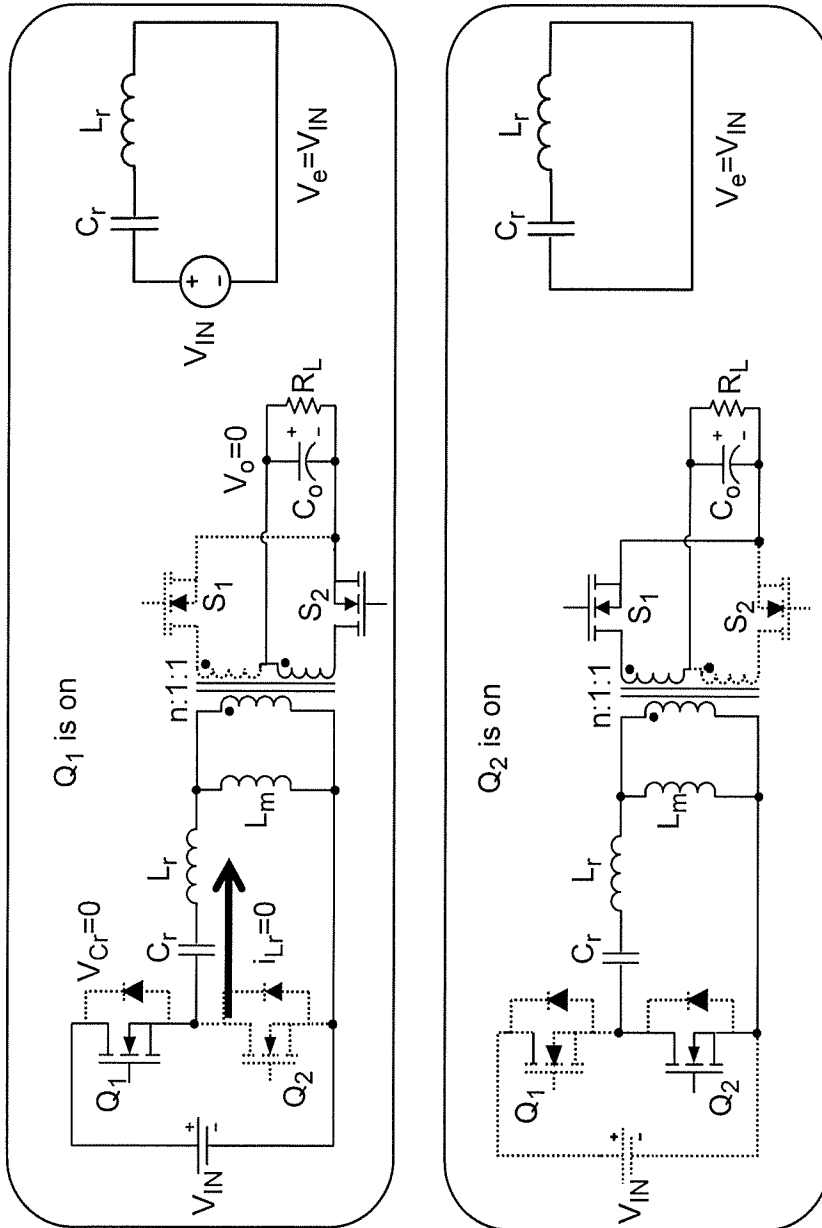 Q1 is on
VIN
Q1
Q2
VCr=0
Cr
iLr=0
Lr
Lm
n:1:1
S1
S2
Vo=0
Co
+
-
RL
VIN
+
-
Cr
Lr
Ve=VIN
Q2 is on
VIN
+
-
Q1
Q2
Cr
Lr
Lm
n:1:1
S1
S2
Co
+
-
RL
Cr
Lr
Ve=VIN